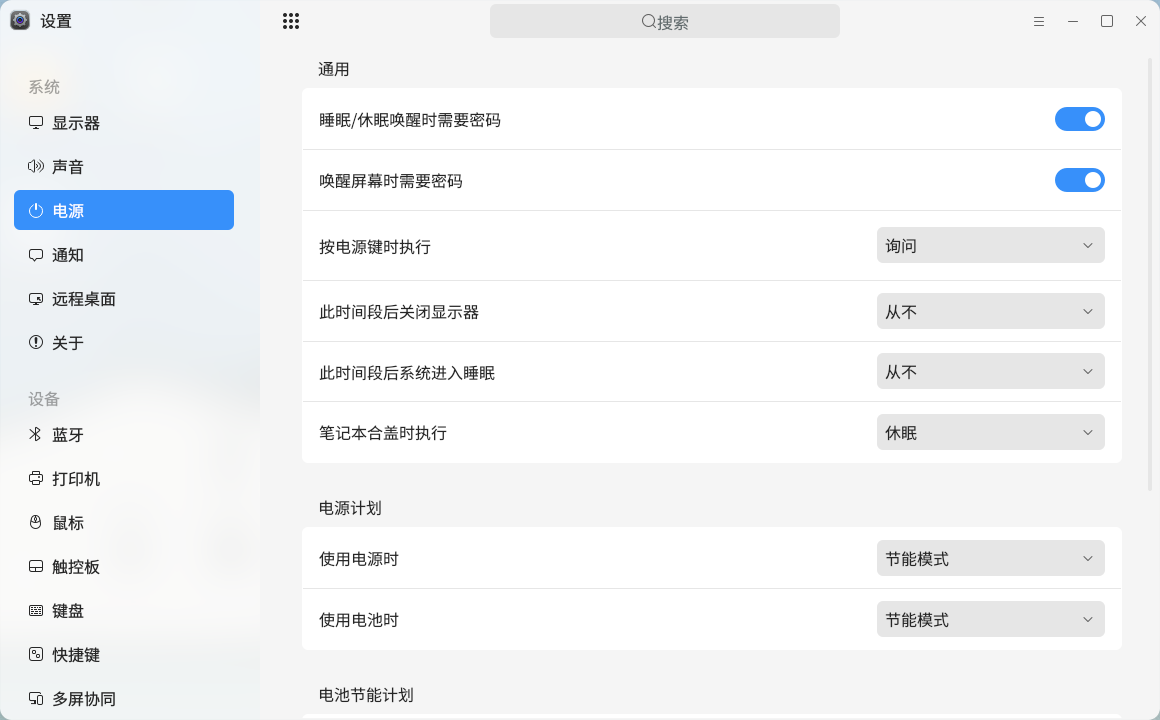 设置
搜索
系统
显示器
声音
电源
通知
远程桌面
关于
设备
蓝牙
打印机
鼠标
触控板
键盘
快捷键
多屏协同
通用
睡眠/休眠唤醒时需要密码
唤醒屏幕时需要密码
按电源键时执行
询问
此时间段后关闭显示器
从不
此时间段后系统进入睡眠
从不
笔记本合盖时执行
休眠
电源计划
使用电源时
节能模式
使用电池时
节能模式
电池节能计划